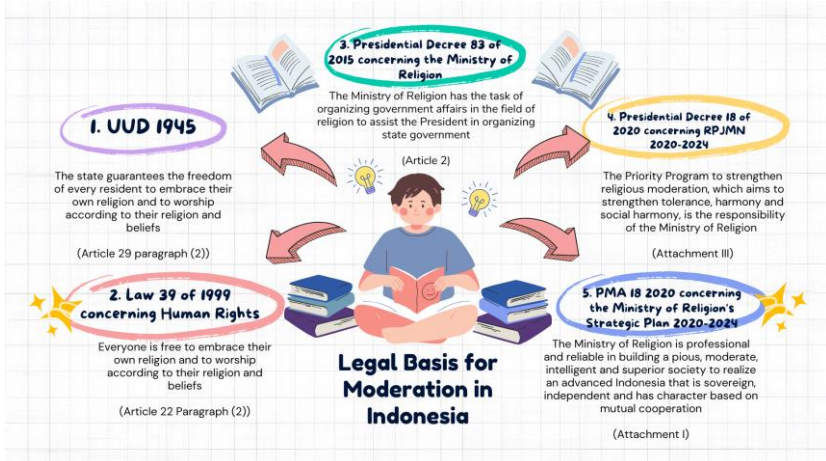 1. UUD 1945
The state guarantees the freedom
of every resident to embrace their
own religion and to worship
according to their religion and
beliefs
(Article 29 paragraph (2))
2. Law 39 of 1999
concerning Human Rights
Everyone is free to embrace their
own religion and to worship
according to their religion and
beliefs
(Article 22 Paragraph (2))
3. Presidential Decree 83 of
2015 concerning the Ministry of
Religion
The Ministry of Religion has the task of
organizing government affairs in the field of
religion to assist the President in organizing
state government
(Article 2)
4. Presidential Decree 18 of
2020 concerning RPJMN
2020-2024
The Priority Program to strengthen
religious moderation, which aims to
strengthen tolerance, harmony and
social harmony, is the responsibility
of the Ministry of Religion
(Attachment III)
5. PMA 18 2020 concerning
the Ministry of Religion's
Strategic Plan 2020-2024
The Ministry of Religion is professional
and reliable in building a pious, moderate,
intelligent and superior society to realize
an advanced Indonesia that is sovereign,
independent and has character based on
mutual cooperation
(Attachment I)
Legal Basis for
Moderation in
Indonesia